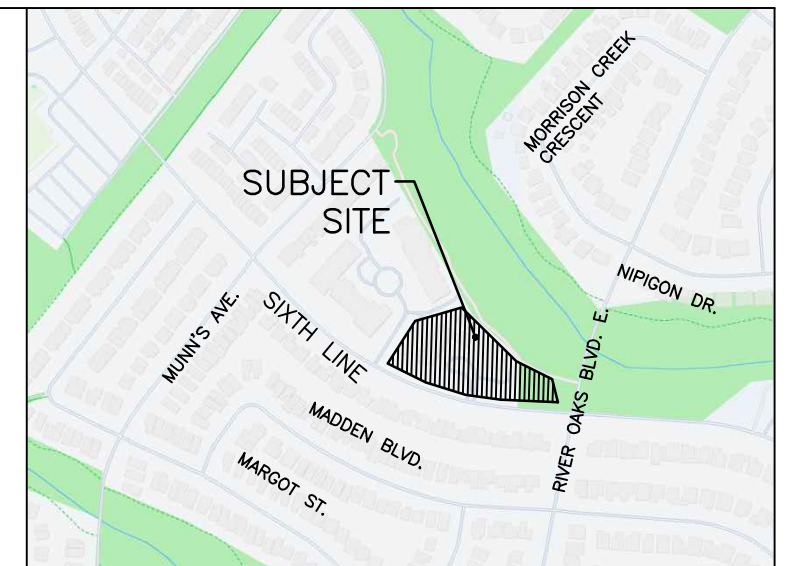 MORRISON CREEK
CRESCENT
SUBJECT
SITE
NIPIGON DR.
MUNN'S AVE.
SIXTH LINE
RIVER OAKS BLVD. E.
MADDEN BLVD.
MARGOT ST.